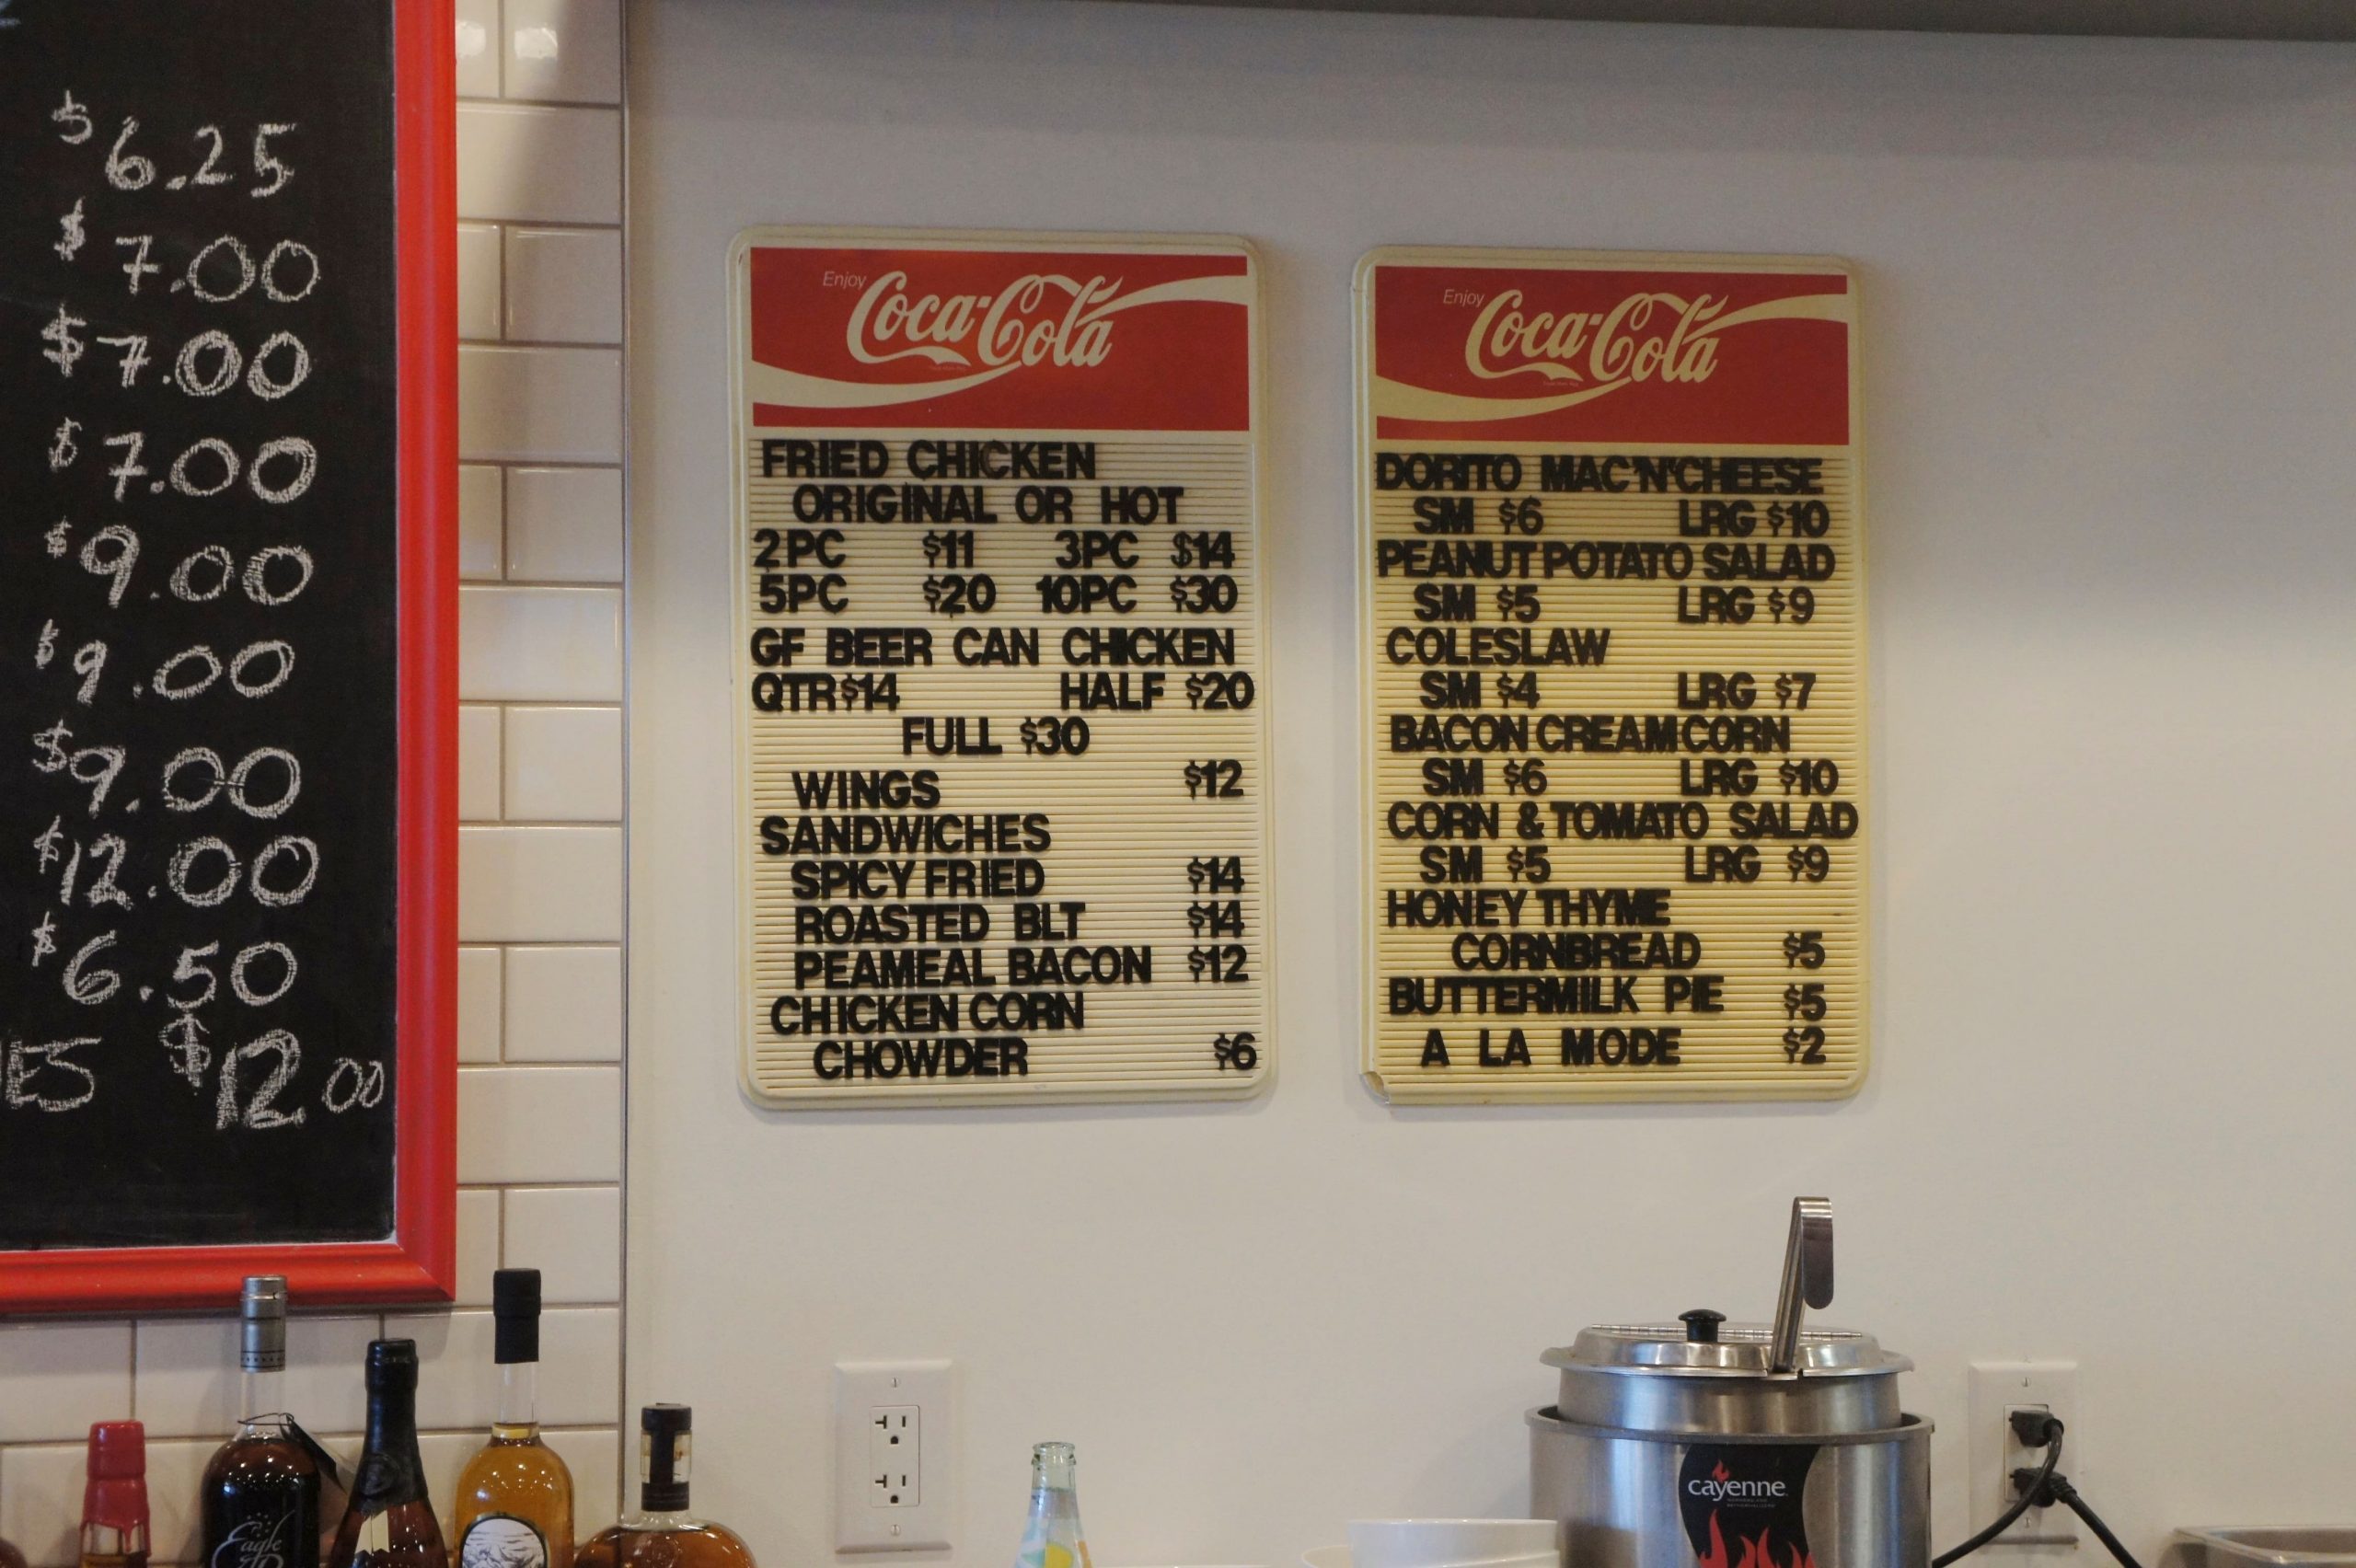 $6.25
$7.00
$7.00
$7.00
$9.00
$9.00
$9.00
$12.00
$6.50
ES $12.00
Enjoy
Coca-Cola
FRIED CHICKEN
ORIGINAL OR HOT
2PC $11 3PC $14
5PC $20 10PC $30
GF BEER CAN CHICKEN
QTR $14 HALF $20
FULL $30
WINGS $12
SANDWICHES
SPICY FRIED $14
ROASTED BLT $14
PEAMEAL BACON $12
CHICKEN CORN
CHOWDER $6
Enjoy
Coca-Cola
DORITO MAC'N'CHEESE
SM $6 LRG $10
PEANUT POTATO SALAD
SM $5 LRG $9
COLESLAW
SM $4 LRG $7
BACON CREAM CORN
SM $6 LRG $10
CORN & TOMATO SALAD
SM $5 LRG $9
HONEY THYME
CORNBREAD $5
BUTTERMILK PIE $5
A LA MODE $2
Eagle
cayenne